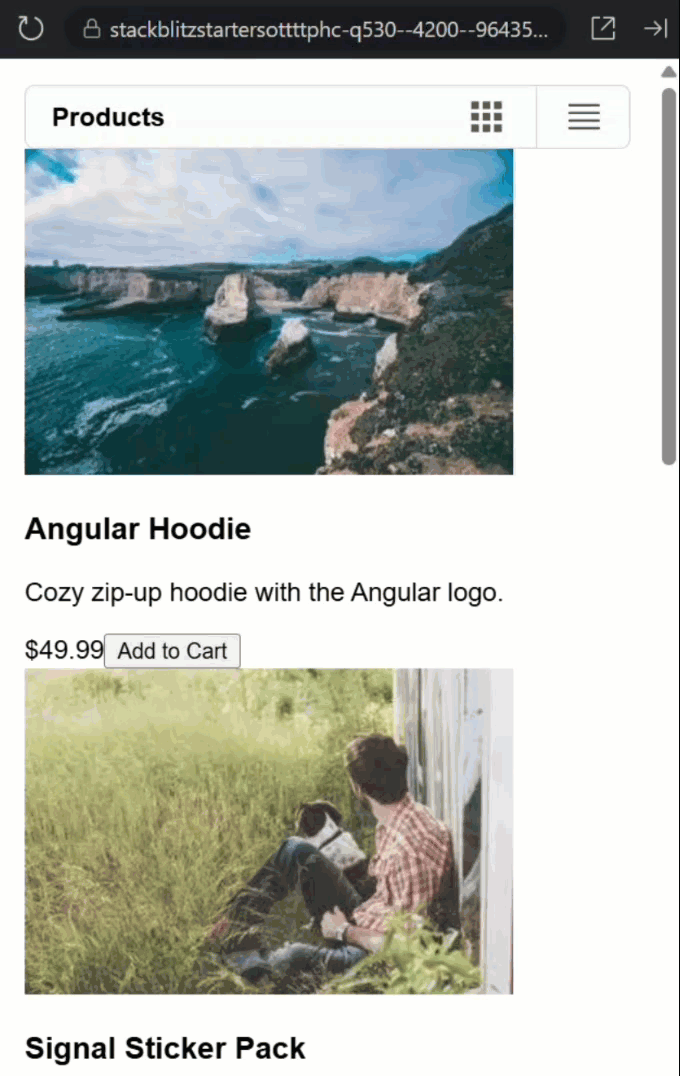 stackblitzstartersottttphc-q530--4200--96435...
Products
Angular Hoodie
Cozy zip-up hoodie with the Angular logo.
$49.99 Add to Cart
Signal Sticker Pack